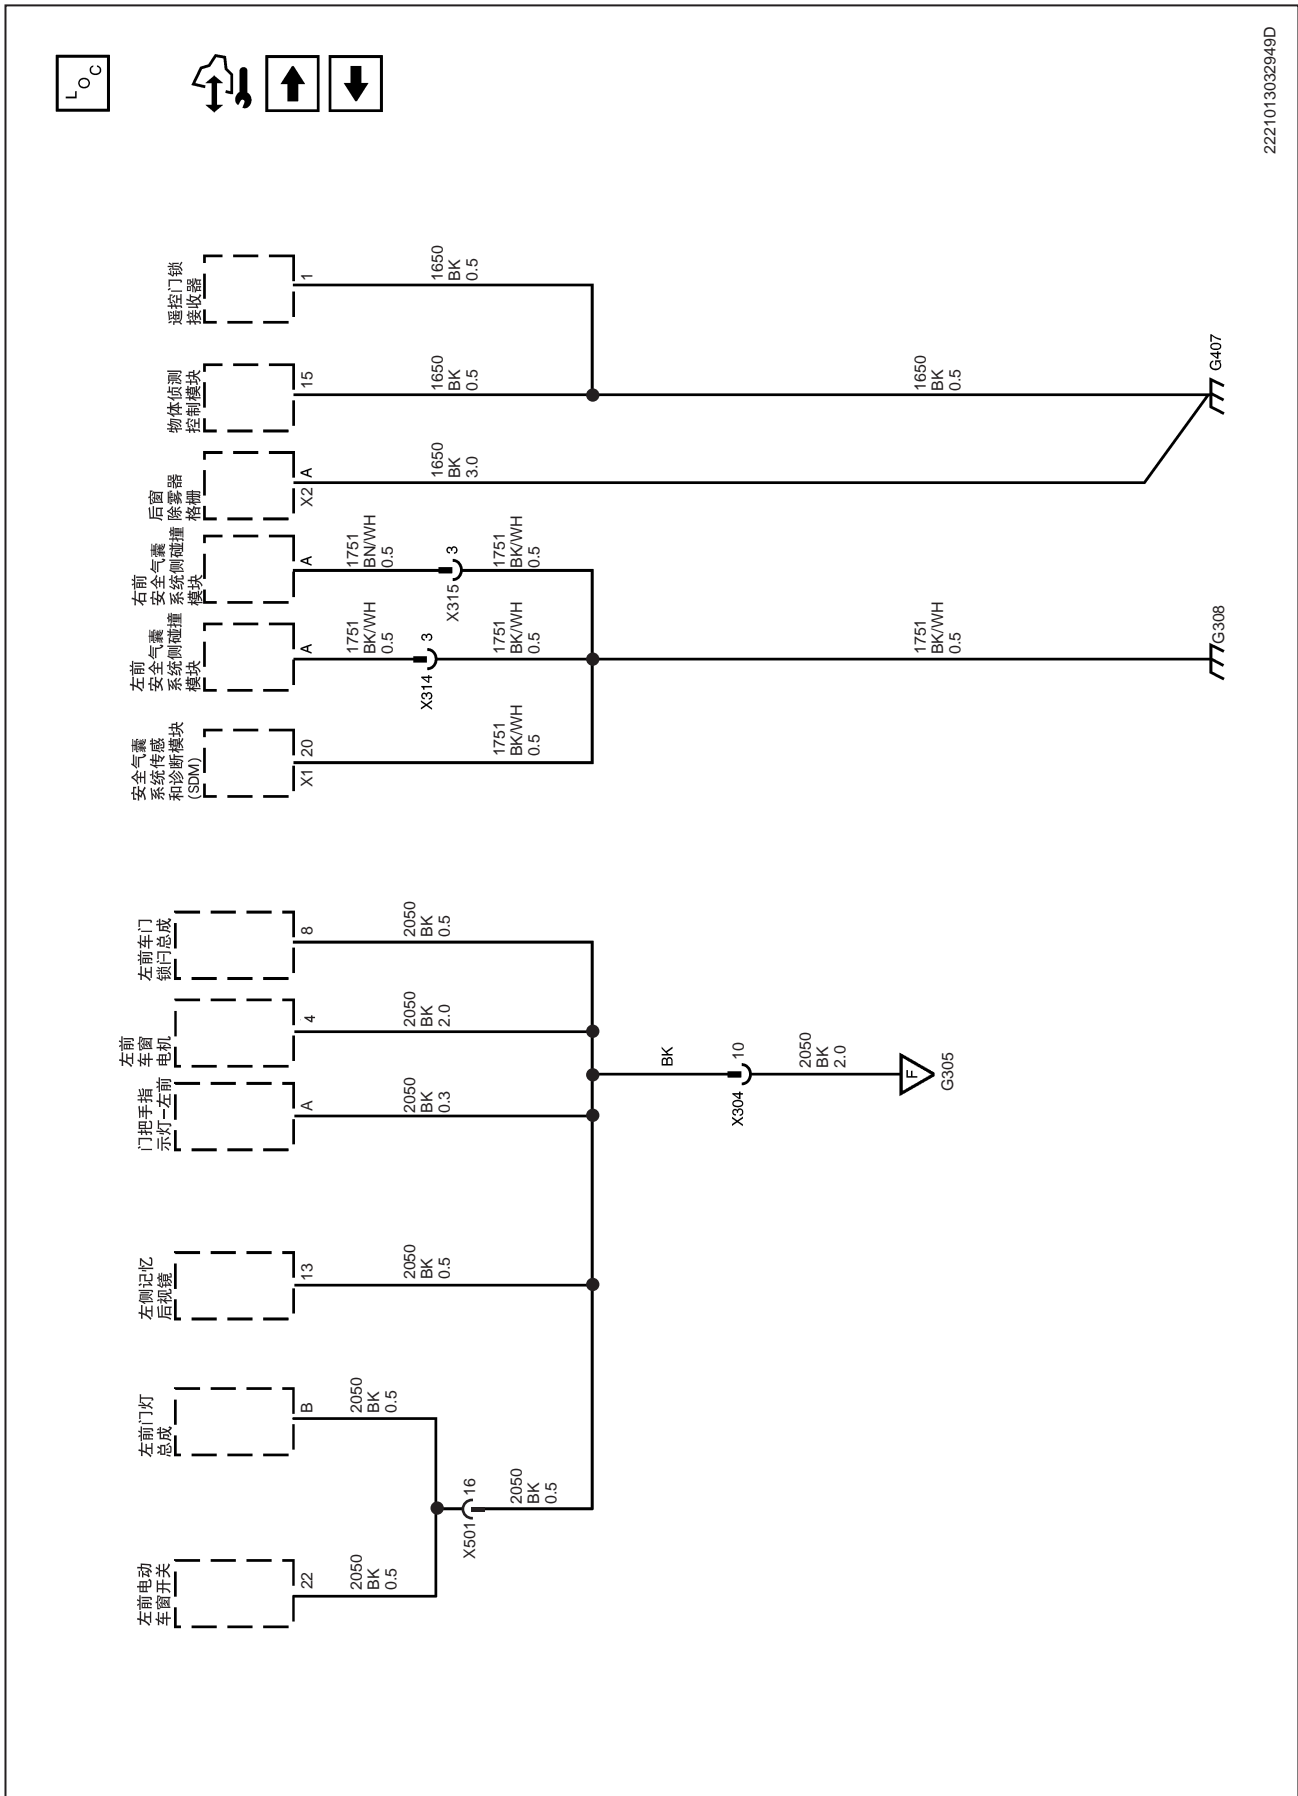 LOC
左前电动
车窗开关
22
2050
BK
0.5
左前门灯
总成
B
2050
BK
0.5
X501
16
2050
BK
0.5
左侧记忆
后视镜
13
2050
BK
0.5
门把手指
示灯—左前
A
2050
BK
0.3
左前
车窗
电机
4
2050
BK
2.0
左前车门
锁闩总成
8
2050
BK
0.5
BK
X304
10
2050
BK
2.0
F
G305
安全气囊
系统传感
和诊断模块
(SDM)
X1
20
1751
BK/WH
0.5
左前
安全气囊
系统侧碰撞
模块
A
1751
BK/WH
0.5
X314
3
1751
BK/WH
0.5
右前
安全气囊
系统侧碰撞
模块
A
1751
BN/WH
0.5
X315
3
1751
BK/WH
0.5
1751
BK/WH
0.5
G308
后窗
除雾器
格栅
X2
A
1650
BK
3.0
物体侦测
控制模块
15
1650
BK
0.5
遥控门锁
接收器
1
1650
BK
0.5
1650
BK
0.5
G407
2221013032949D